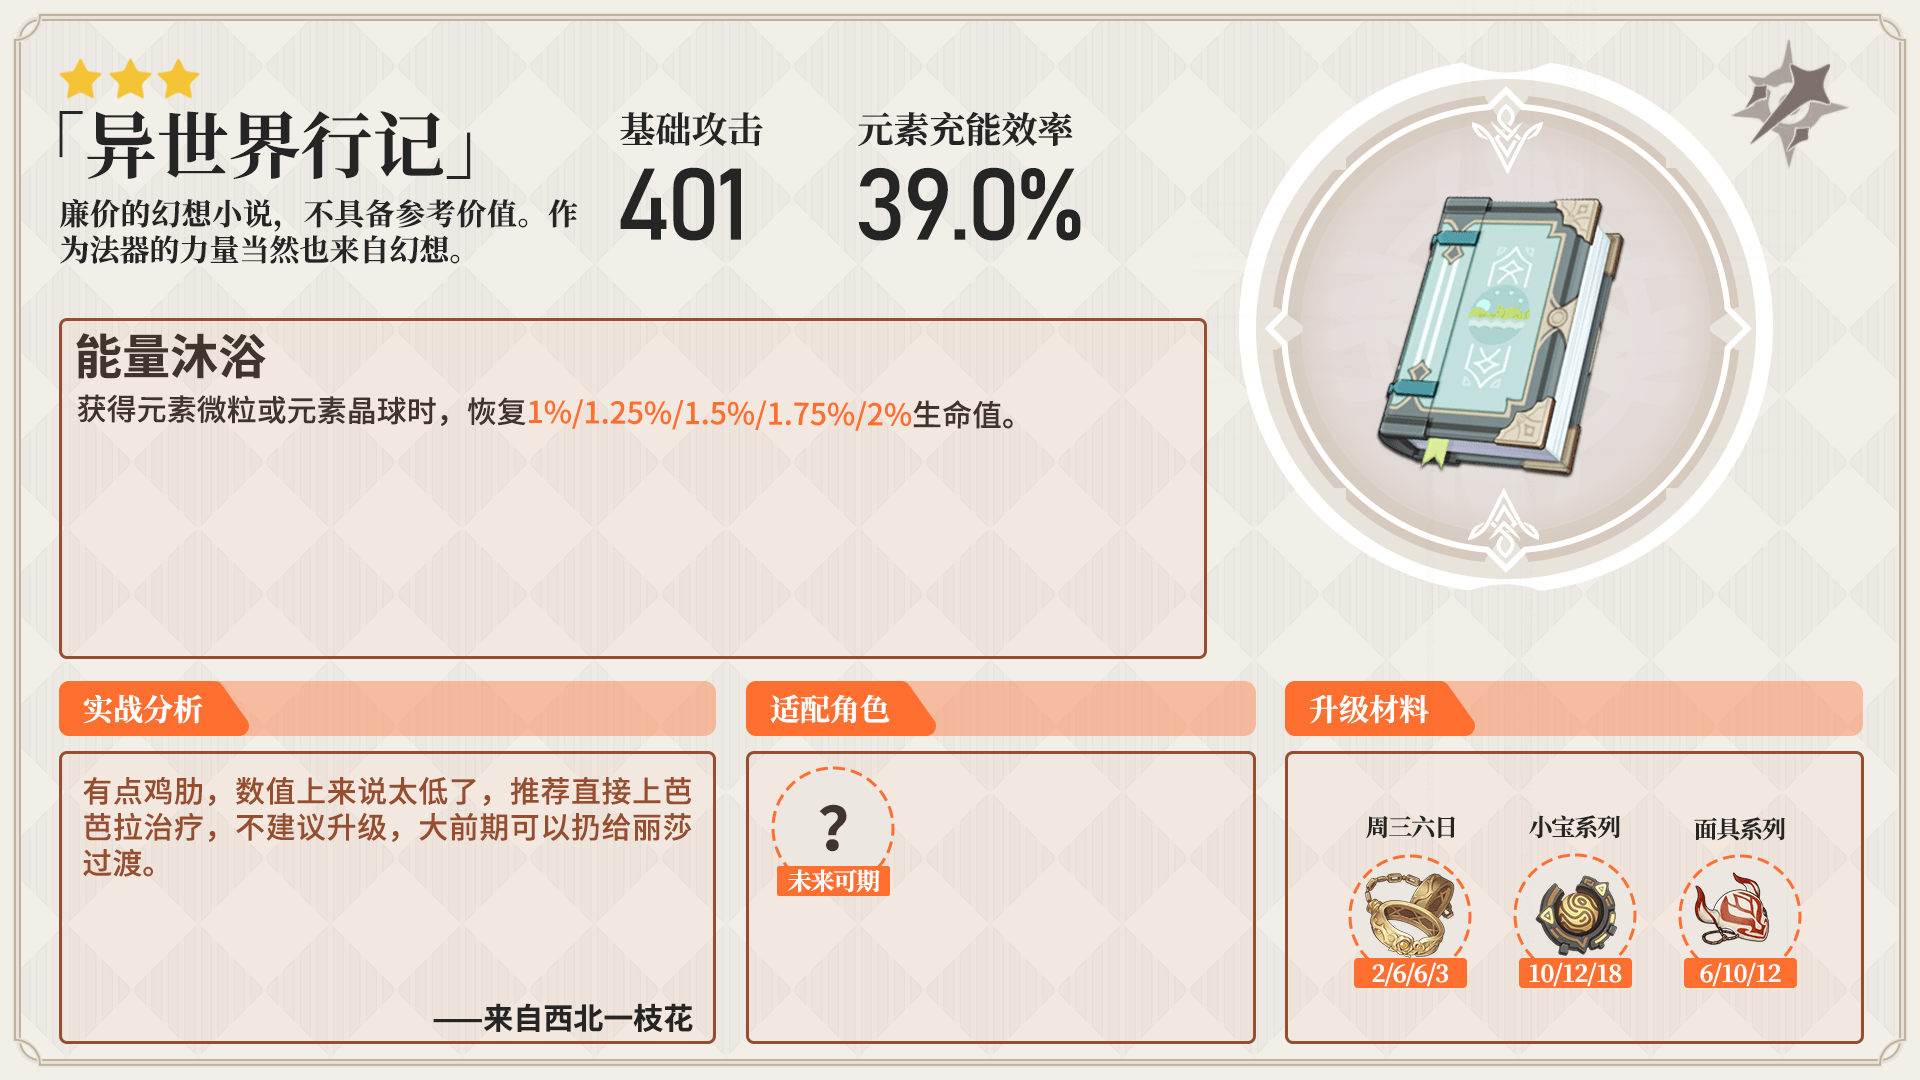 「异世界行记」
廉价的幻想小说，不具备参考价值。作
为法器的力量当然也来自幻想。
基础攻击
401
元素充能效率
39.0%
能量沐浴
获得元素微粒或元素晶球时，恢复1%/1.25%/1.5%/1.75%/2%生命值。
实战分析
有点鸡肋，数值上来说太低了，推荐直接上芭
芭拉治疗，不建议升级，大前期可以扔给丽莎
过渡。
——来自西北一枝花
适配角色
?
未来可期
升级材料
周三六日
2/6/6/3
小宝系列
10/12/18
面具系列
6/10/12